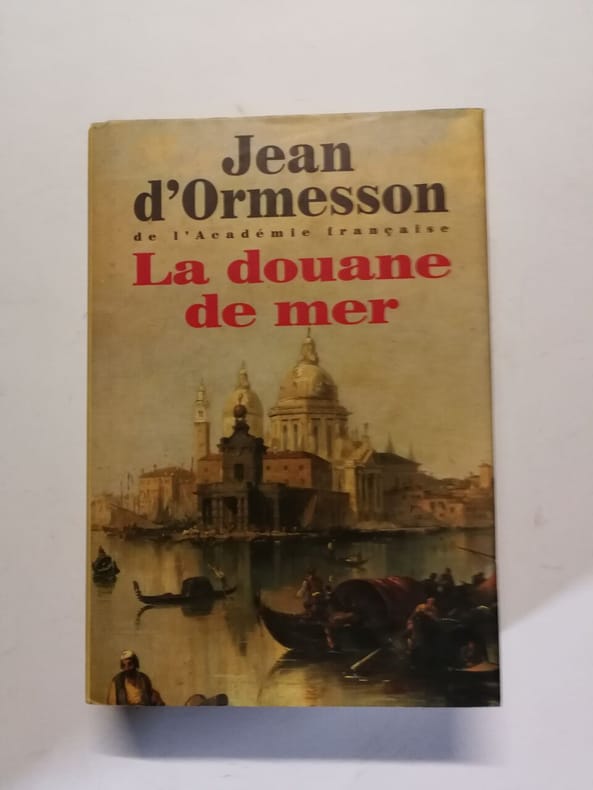 Jean
d'Ormesson
de l'Académie française
La douane
de mer